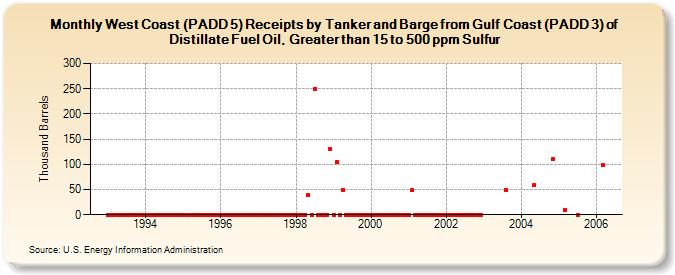 Monthly West Coast (PADD 5) Receipts by Tanker and Barge from Gulf Coast (PADD 3) of
Distillate Fuel Oil, Greater than 15 to 500 ppm Sulfur
Thousand Barrels
300
250
200
150
100
50
0
1994 1996 1998 2000 2002 2004 2006
Source: U.S. Energy Information Administration